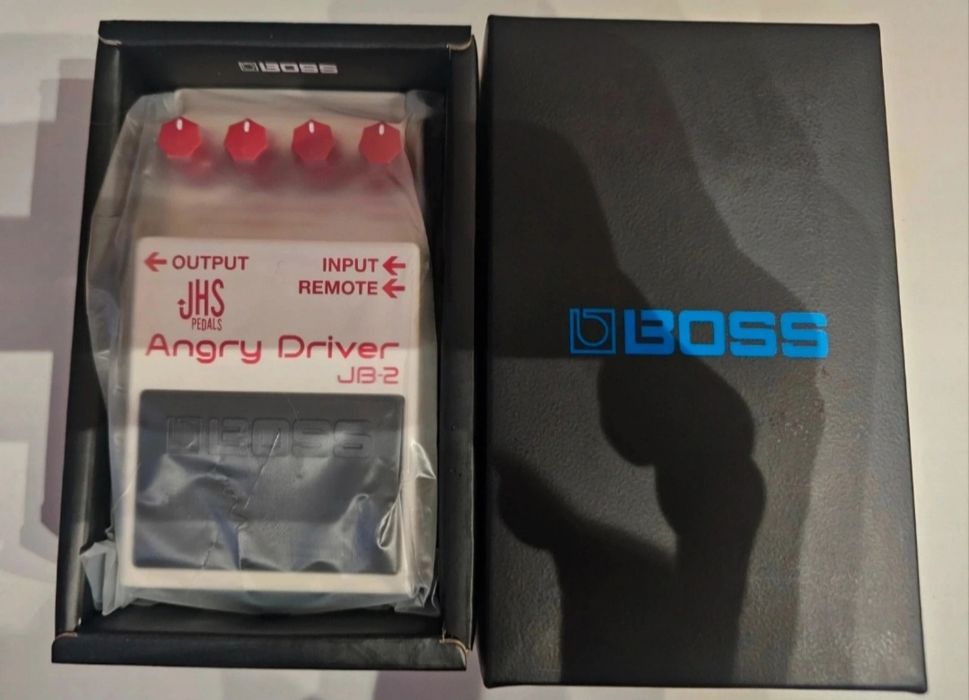 BOSS
OUTPUT
INPUT
REMOTE
JHS
PEDALS
Angry Driver
JB-2
BOSS
BOSS